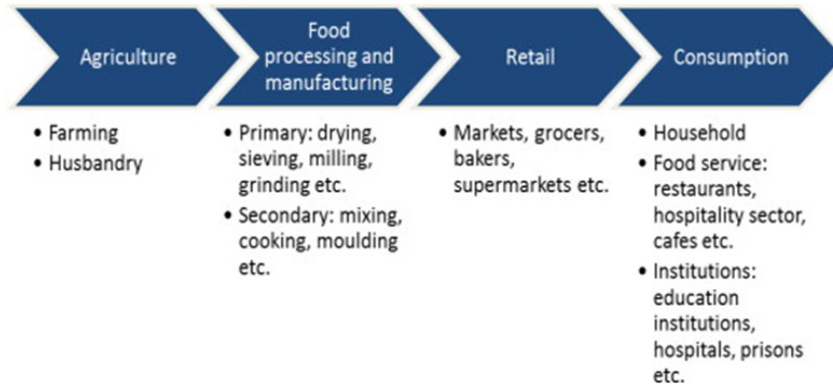 Agriculture
Food
processing and
manufacturing
Retail
Consumption
• Farming
• Husbandry
• Primary: drying,
sieving, milling,
grinding etc.
• Secondary: mixing,
cooking, moulding
etc.
• Markets, grocers,
bakers,
supermarkets etc.
• Household
• Food service:
restaurants,
hospitality sector,
cafes etc.
• Institutions:
education
institutions,
hospitals, prisons
etc.